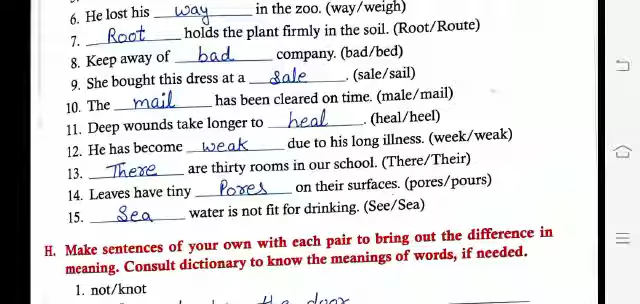 6. He lost his way in the zoo. (way/weigh)
7. Root holds the plant firmly in the soil. (Root/Route)
8. Keep away of bad company. (bad/bed)
9. She bought this dress at a sale. (sale/sail)
10. The mail has been cleared on time. (male/mail)
11. Deep wounds take longer to heal. (heal/heel)
12. He has become weak due to his long illness. (week/weak)
13. There are thirty rooms in our school. (There/Their)
14. Leaves have tiny Pores on their surfaces. (pores/pours)
15. Sea water is not fit for drinking. (See/Sea)
H. Make sentences of your own with each pair to bring out the difference in
meaning. Consult dictionary to know the meanings of words, if needed.
1. not/knot
the door